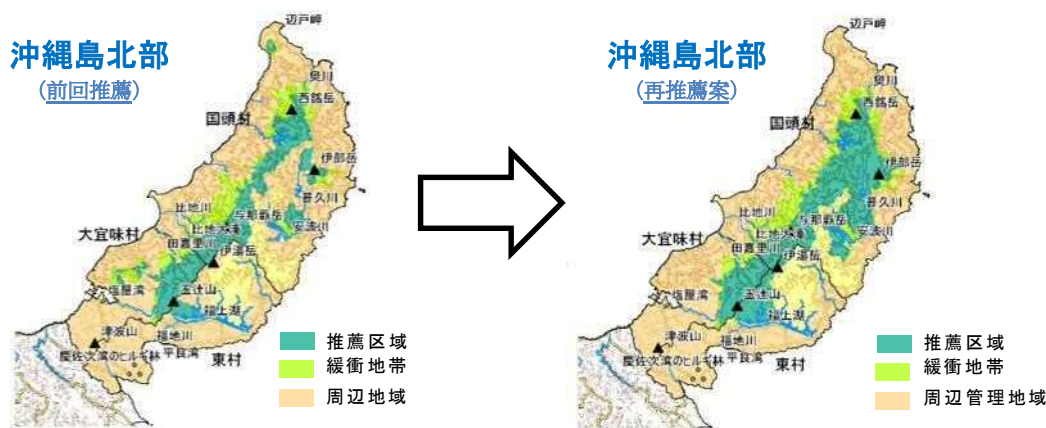 沖縄島北部
(前回推薦)
辺戸岬
奥川
西銘岳
国頭村
伊部岳
普久川
比地川
与那覇岳
安波川
比地大滝
大宜味村
田嘉里川
伊湯岳
塩屋湾
玉辻山
福上湖
津波山
福地川
慶佐次湾のヒルギ林
平良湾
東村
推薦区域
緩衝地帯
周辺地域
沖縄島北部
(再推薦案)
辺戸岬
奥川
西銘岳
国頭村
伊部岳
普久川
比地川
与那覇岳
安波川
比地大滝
大宜味村
田嘉里川
伊湯岳
塩屋湾
玉辻山
福上湖
津波山
福地川
慶佐次湾のヒルギ林
平良湾
東村
推薦区域
緩衝地帯
周辺管理地域